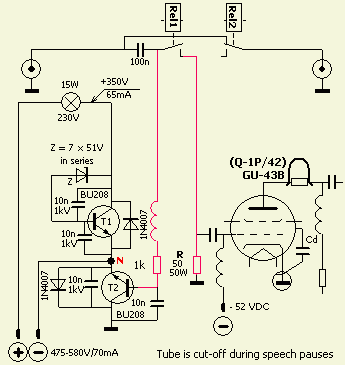 Rel1
Rel2
100n
15W
+350V
65mA
230V
Z = 7 × 51V
in series
Z
BU208
10n
1kV
T1
10n
1kV
1N4007
N
1k
R
50
50W
(Q-1P/42)
GU-43B
Cd
1N4007
10n
1kV
T2
10n
BU208
- 52 VDC
475-580V/70mA
Tube is cut-off during speech pauses